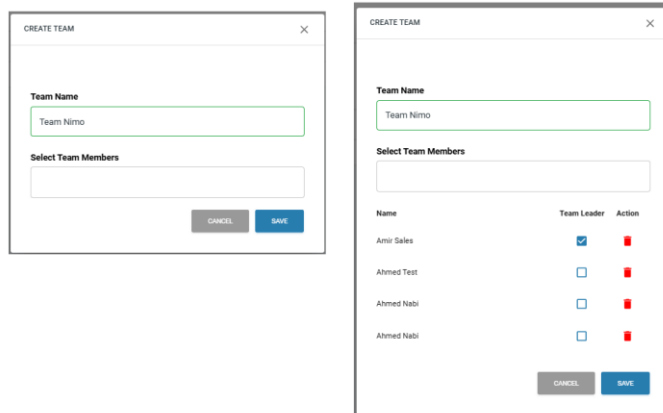 CREATE TEAM
Team Name
Team Nimo
Select Team Members
CANCEL SAVE
CREATE TEAM
Team Name
Team Nimo
Select Team Members
Name Team Leader Action
Amir Sales
Ahmed Test
Ahmed Nabi
Ahmed Nabi
CANCEL SAVE